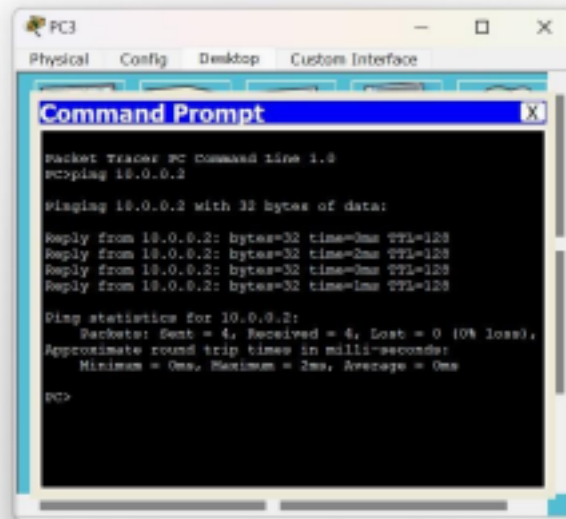 PC3
Physical Config Desktop Custom Interface
Command Prompt X
Packet Tracer PC Command Line 1.0
PC>ping 10.0.0.2
Pinging 10.0.0.2 with 32 bytes of data:
Reply from 10.0.0.2: bytes=32 time=0ms TTL=128
Reply from 10.0.0.2: bytes=32 time=2ms TTL=128
Reply from 10.0.0.2: bytes=32 time=0ms TTL=128
Reply from 10.0.0.2: bytes=32 time=1ms TTL=128
Ping statistics for 10.0.0.2:
Packets: Sent = 4, Received = 4, Lost = 0 (0% loss),
Approximate round trip times in milli-seconds:
Minimum = 0ms, Maximum = 2ms, Average = 0ms
PC>